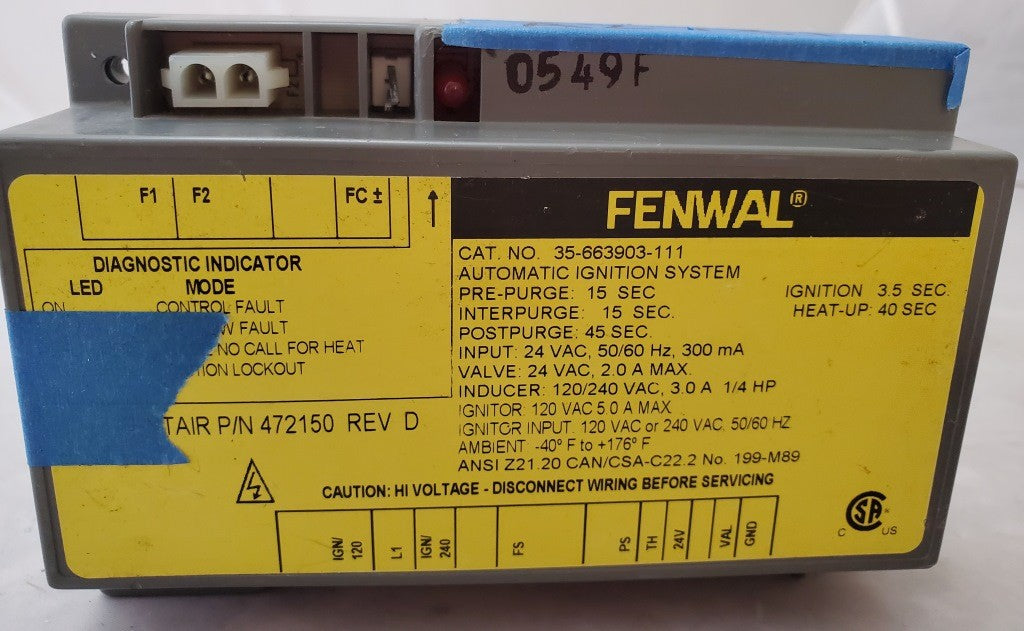 0549F
F1 F2 FC ±
FENWAL®
DIAGNOSTIC INDICATOR
LED MODE
ON CONTROL FAULT
W FAULT
NO CALL FOR HEAT
TION LOCKOUT
TAIR P/N 472150 REV D
CAT. NO. 35-663903-111
AUTOMATIC IGNITION SYSTEM
PRE-PURGE: 15 SEC
INTERPURGE: 15 SEC.
POSTPURGE: 45 SEC.
INPUT: 24 VAC, 50/60 Hz, 300 mA
VALVE: 24 VAC, 2.0 A MAX.
INDUCER: 120/240 VAC, 3.0 A 1/4 HP
IGNITOR: 120 VAC 5.0 A MAX
IGNITOR INPUT: 120 VAC or 240 VAC, 50/60 HZ
AMBIENT -40° F to +176° F
ANSI Z21.20 CAN/CSA-C22.2 No. 199-M89
IGNITION 3.5 SEC.
HEAT-UP: 40 SEC
CAUTION: HI VOLTAGE - DISCONNECT WIRING BEFORE SERVICING
IGN/120 L1 IGN/240 FS PS TH 24V VAL GND
C SA US